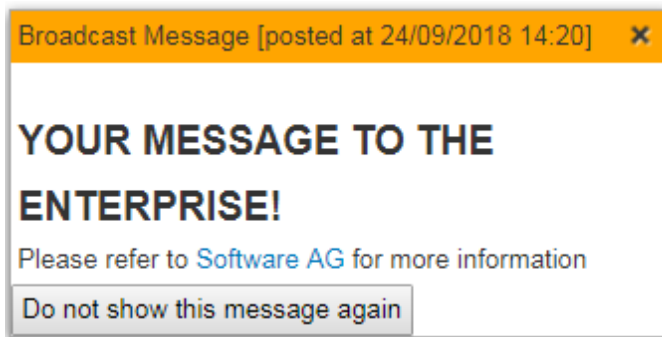 Broadcast Message [posted at 24/09/2018 14:20]
YOUR MESSAGE TO THE
ENTERPRISE!
Please refer to Software AG for more information
Do not show this message again